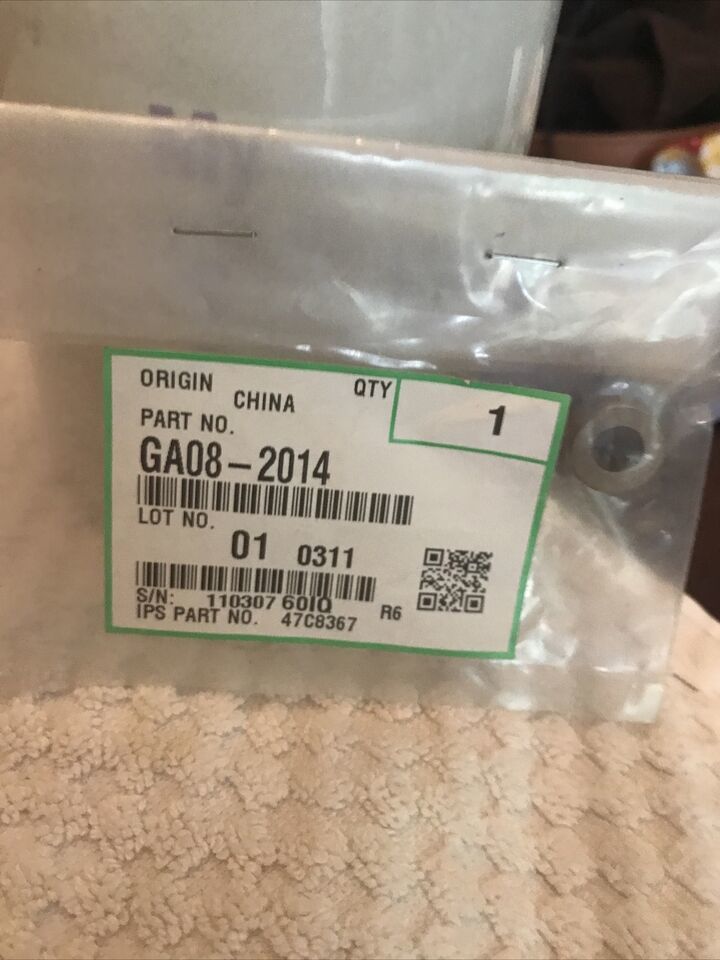 ORIGIN CHINA QTY 1
PART NO.
GA08-2014
LOT NO.
01 0311
S/N: 110307 60IQ R6
IPS PART NO. 47C8367